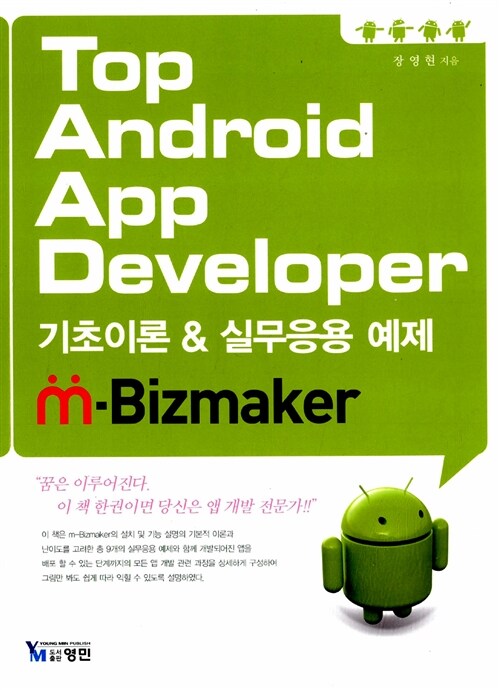 장영현 지음
Top
Android
App
Developer
기초이론 & 실무응용 예제
m-Bizmaker
“꿈은 이루어진다.
이 책 한권이면 당신은 앱 개발 전문가!!”
이 책은 m-Bizmaker의 설치 및 기능 설명의 기본적 이론과
난이도를 고려한 총 9개의 실무응용 예제와 함께 개발되어진 앱을
배포 할 수 있는 단계까지의 모든 앱 개발 관련 과정을 상세하게 구성하여
그림만 봐도 쉽게 따라 익힐 수 있도록 설명하였다.
YOUNG MIN PUBLISH
YM 도서출판 영민